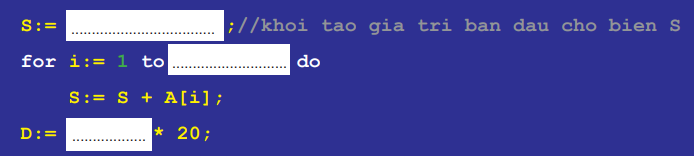 S:= ................................... ;//khoi tao gia tri ban dau cho bien S
for i:= 1 to ............................ do
S:= S + A[i];
D:= .................. * 20;